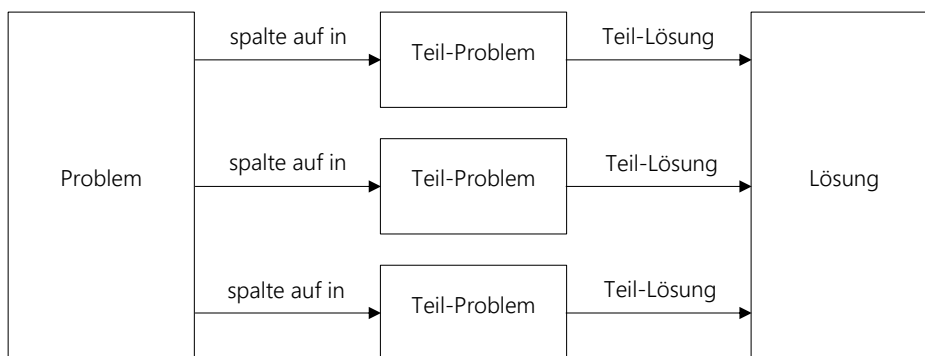 spalte auf in
Teil-Problem
Teil-Lösung
Problem
spalte auf in
Teil-Problem
Teil-Lösung
Lösung
spalte auf in
Teil-Problem
Teil-Lösung